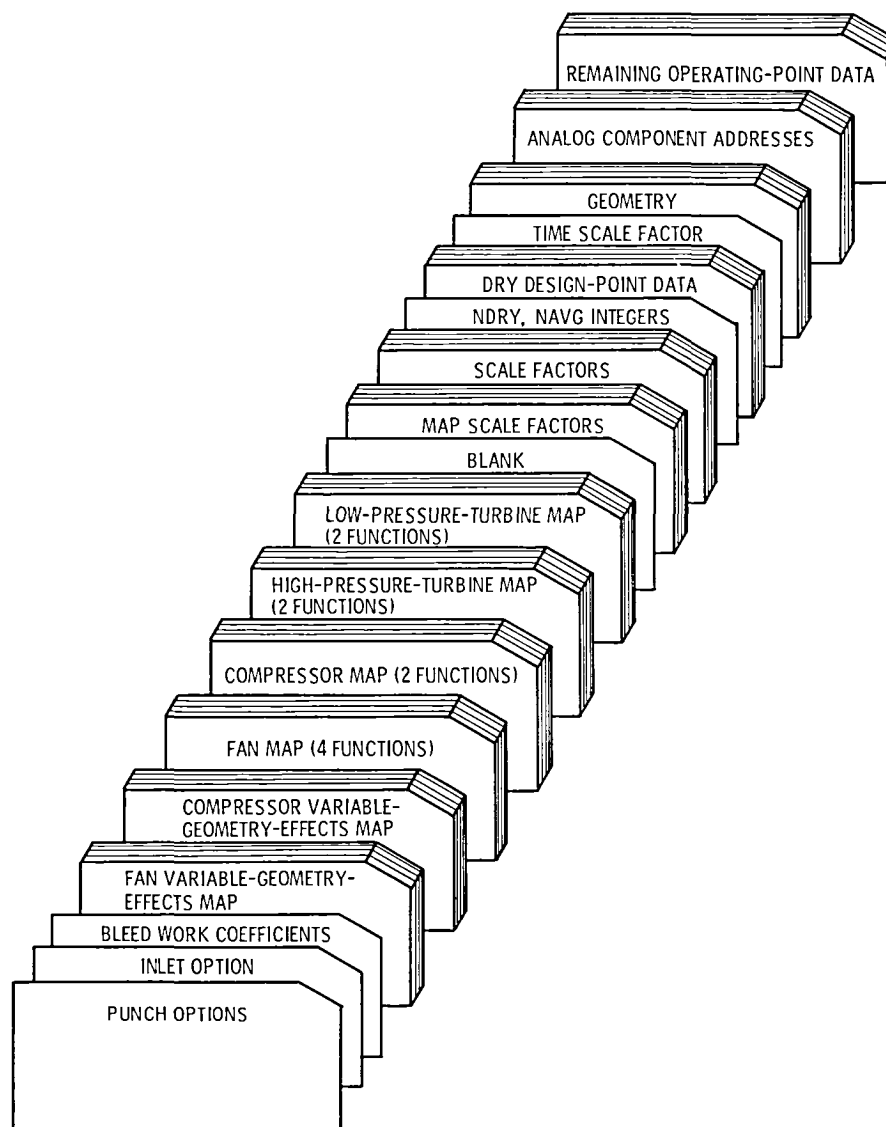 REMAINING OPERATING-POINT DATA
ANALOG COMPONENT ADDRESSES
GEOMETRY
TIME SCALE FACTOR
DRY DESIGN-POINT DATA
NDRY, NAVG INTEGERS
SCALE FACTORS
MAP SCALE FACTORS
BLANK
LOW-PRESSURE-TURBINE MAP
(2 FUNCTIONS)
HIGH-PRESSURE-TURBINE MAP
(2 FUNCTIONS)
COMPRESSOR MAP (2 FUNCTIONS)
FAN MAP (4 FUNCTIONS)
COMPRESSOR VARIABLE-
GEOMETRY-EFFECTS MAP
FAN VARIABLE-GEOMETRY-
EFFECTS MAP
BLEED WORK COEFFICIENTS
INLET OPTION
PUNCH OPTIONS